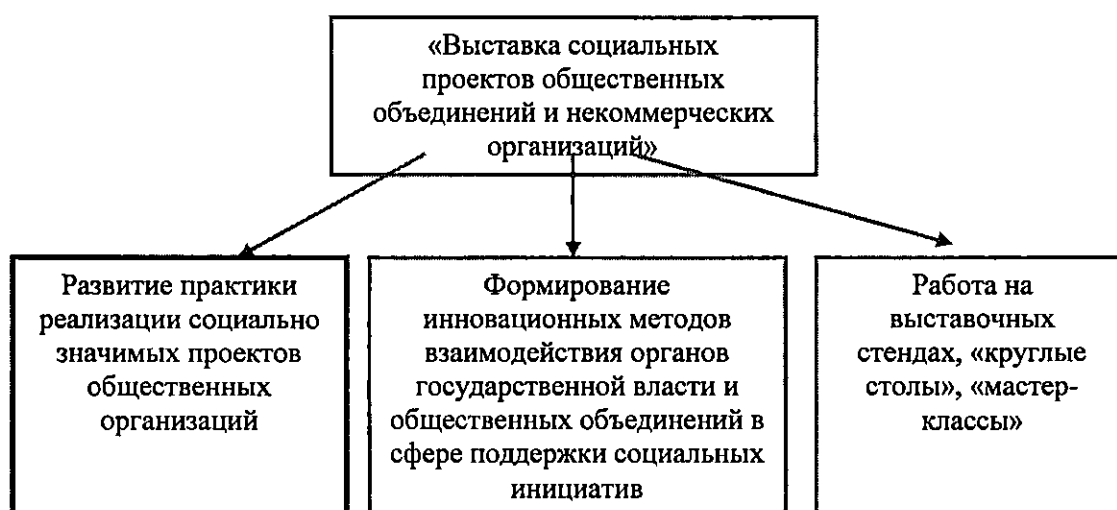 «Выставка социальных
проектов общественных
объединений и некоммерческих
организаций»
Развитие практики
реализации социально
значимых проектов
общественных
организаций
Формирование
инновационных методов
взаимодействия органов
государственной власти и
общественных объединений в
сфере поддержки социальных
инициатив
Работа на
выставочных
стендах, «круглые
столы», «мастер-
классы»